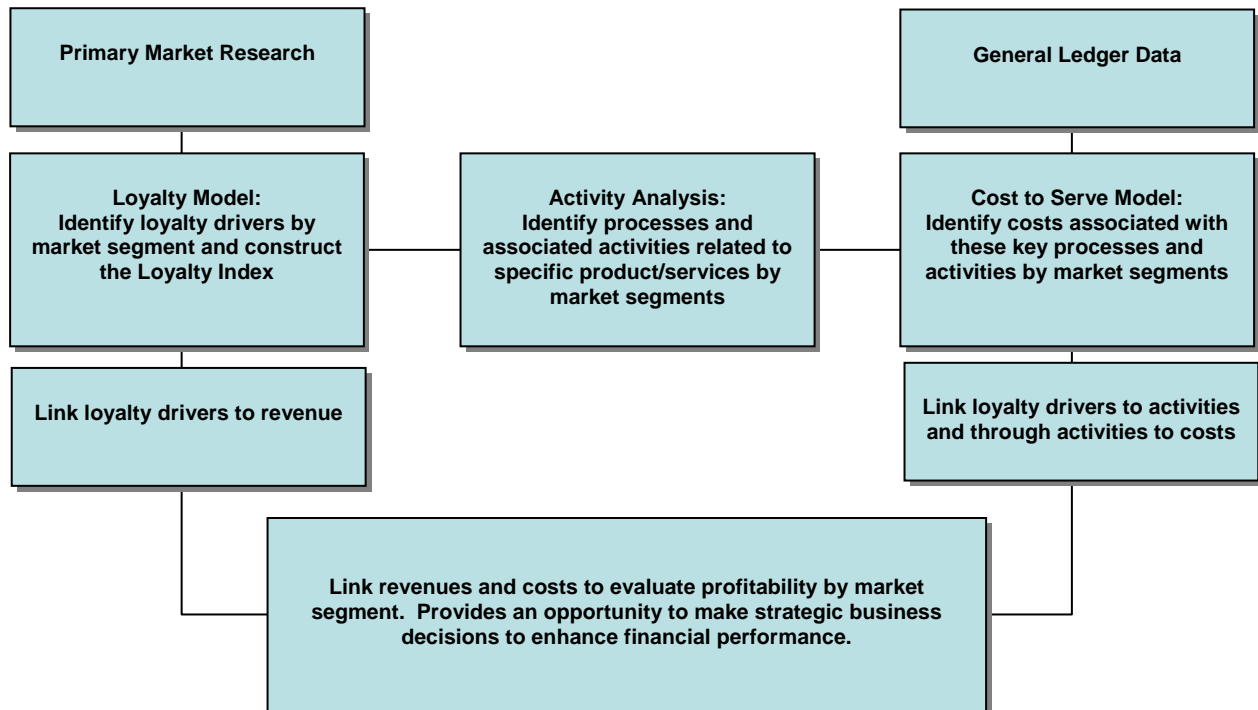 Primary Market Research
General Ledger Data
Loyalty Model:
Identify loyalty drivers by
market segment and construct
the Loyalty Index
Activity Analysis:
Identify processes and
associated activities related to
specific product/services by
market segments
Cost to Serve Model:
Identify costs associated with
these key processes and
activities by market segments
Link loyalty drivers to revenue
Link loyalty drivers to activities
and through activities to costs
Link revenues and costs to evaluate profitability by market
segment.  Provides an opportunity to make strategic business
decisions to enhance financial performance.